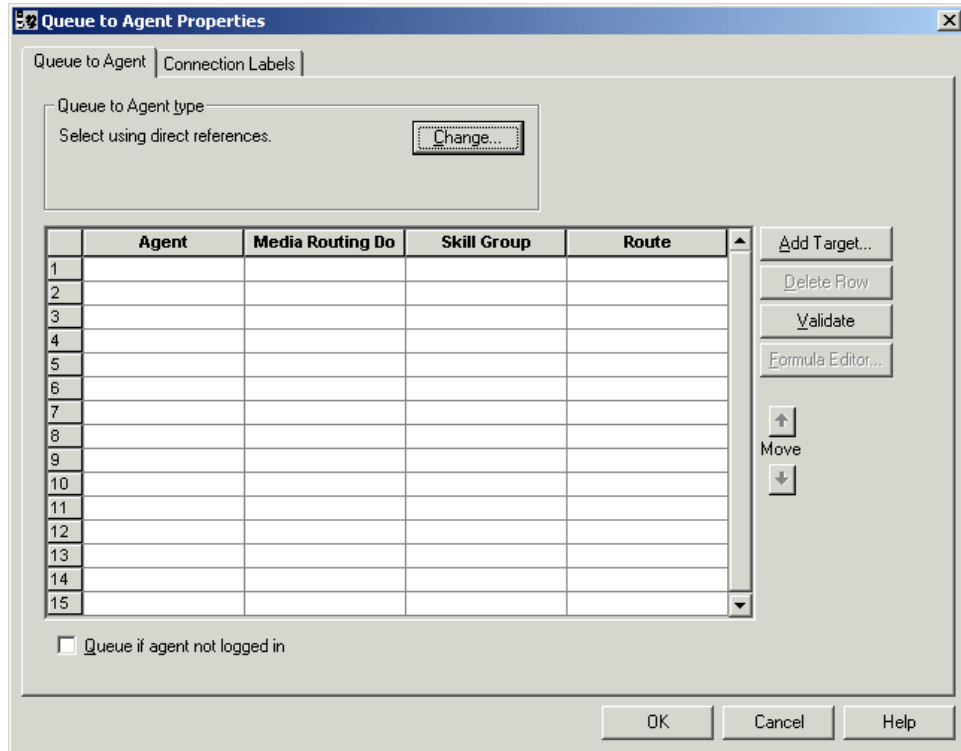 Queue to Agent Properties
Queue to Agent
Connection Labels
Queue to Agent type
Select using direct references.
Change...
Agent Media Routing Do Skill Group Route
Add Target...
Delete Row
Validate
Formula Editor...
Move
1
2
3
4
5
6
7
8
9
10
11
12
13
14
15
Queue if agent not logged in
OK Cancel Help